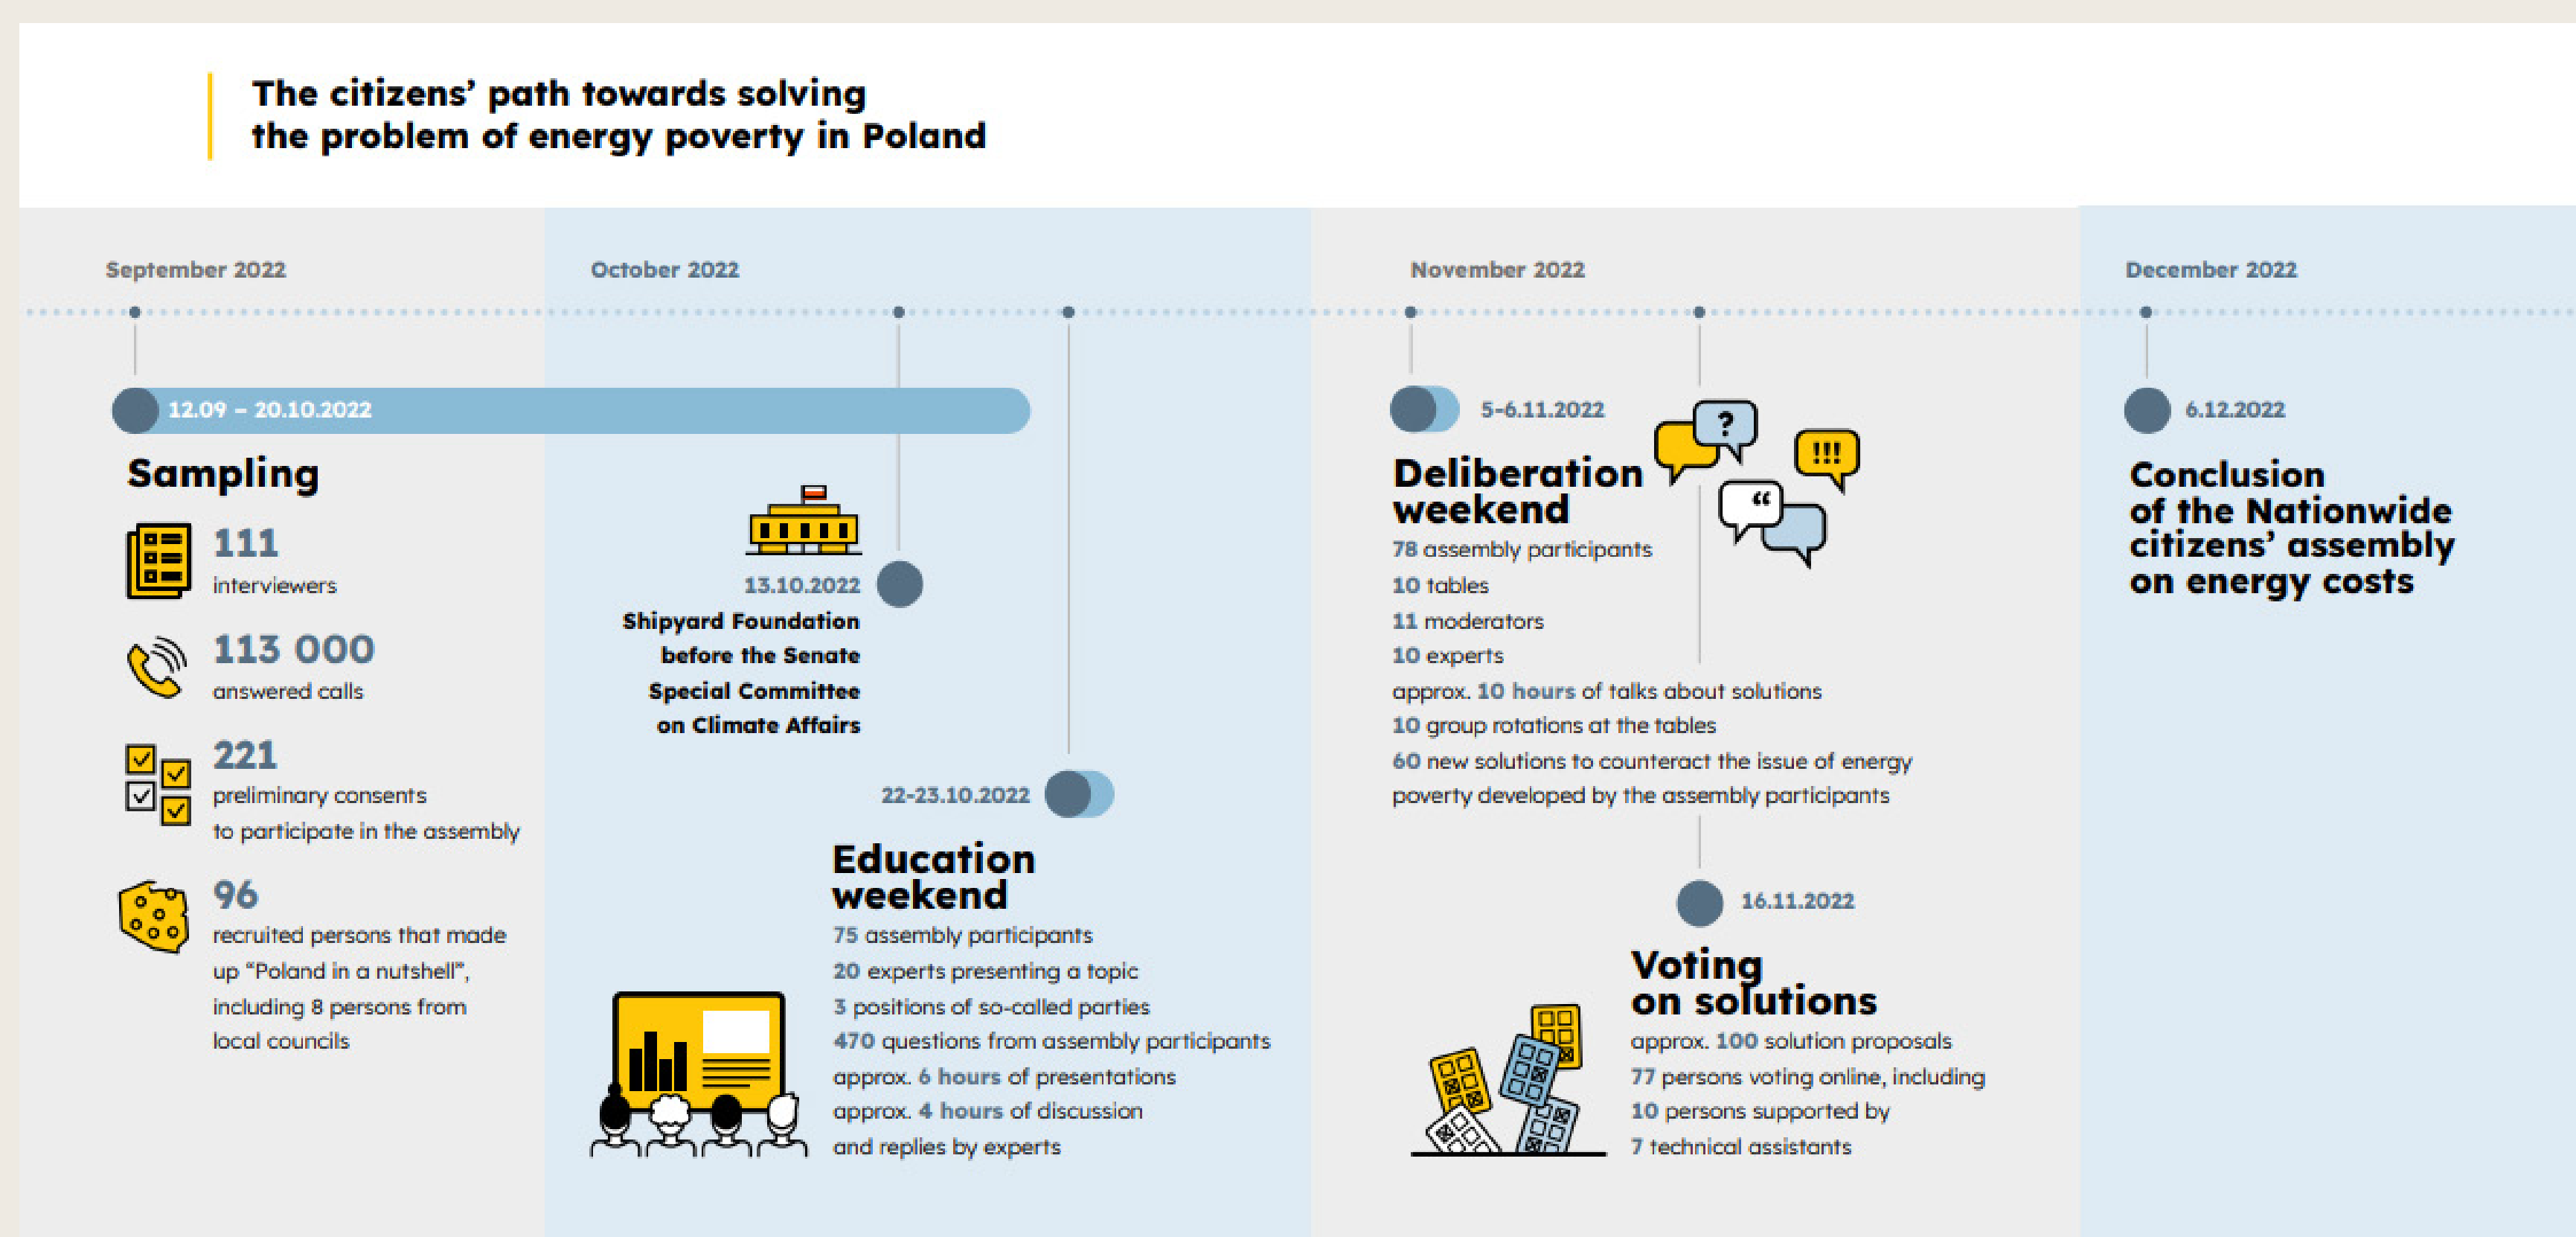 The citizens’ path towards solving
the problem of energy poverty in Poland
September 2022
12.09 – 20.10.2022
Sampling
111
interviewers
113 000
answered calls
221
preliminary consents
to participate in the assembly
96
recruited persons that made
up “Poland in a nutshell”,
including 8 persons from
local councils
October 2022
13.10.2022
Shipyard Foundation
before the Senate
Special Committee
on Climate Affairs
22-23.10.2022
Education
weekend
75 assembly participants
20 experts presenting a topic
3 positions of so-called parties
470 questions from assembly participants
approx. 6 hours of presentations
approx. 4 hours of discussion
and replies by experts
November 2022
5-6.11.2022
?
!!!
“
Deliberation
weekend
78 assembly participants
10 tables
11 moderators
10 experts
approx. 10 hours of talks about solutions
10 group rotations at the tables
60 new solutions to counteract the issue of energy
poverty developed by the assembly participants
16.11.2022
Voting
on solutions
approx. 100 solution proposals
77 persons voting online, including
10 persons supported by
7 technical assistants
December 2022
6.12.2022
Conclusion
of the Nationwide
citizens’ assembly
on energy costs